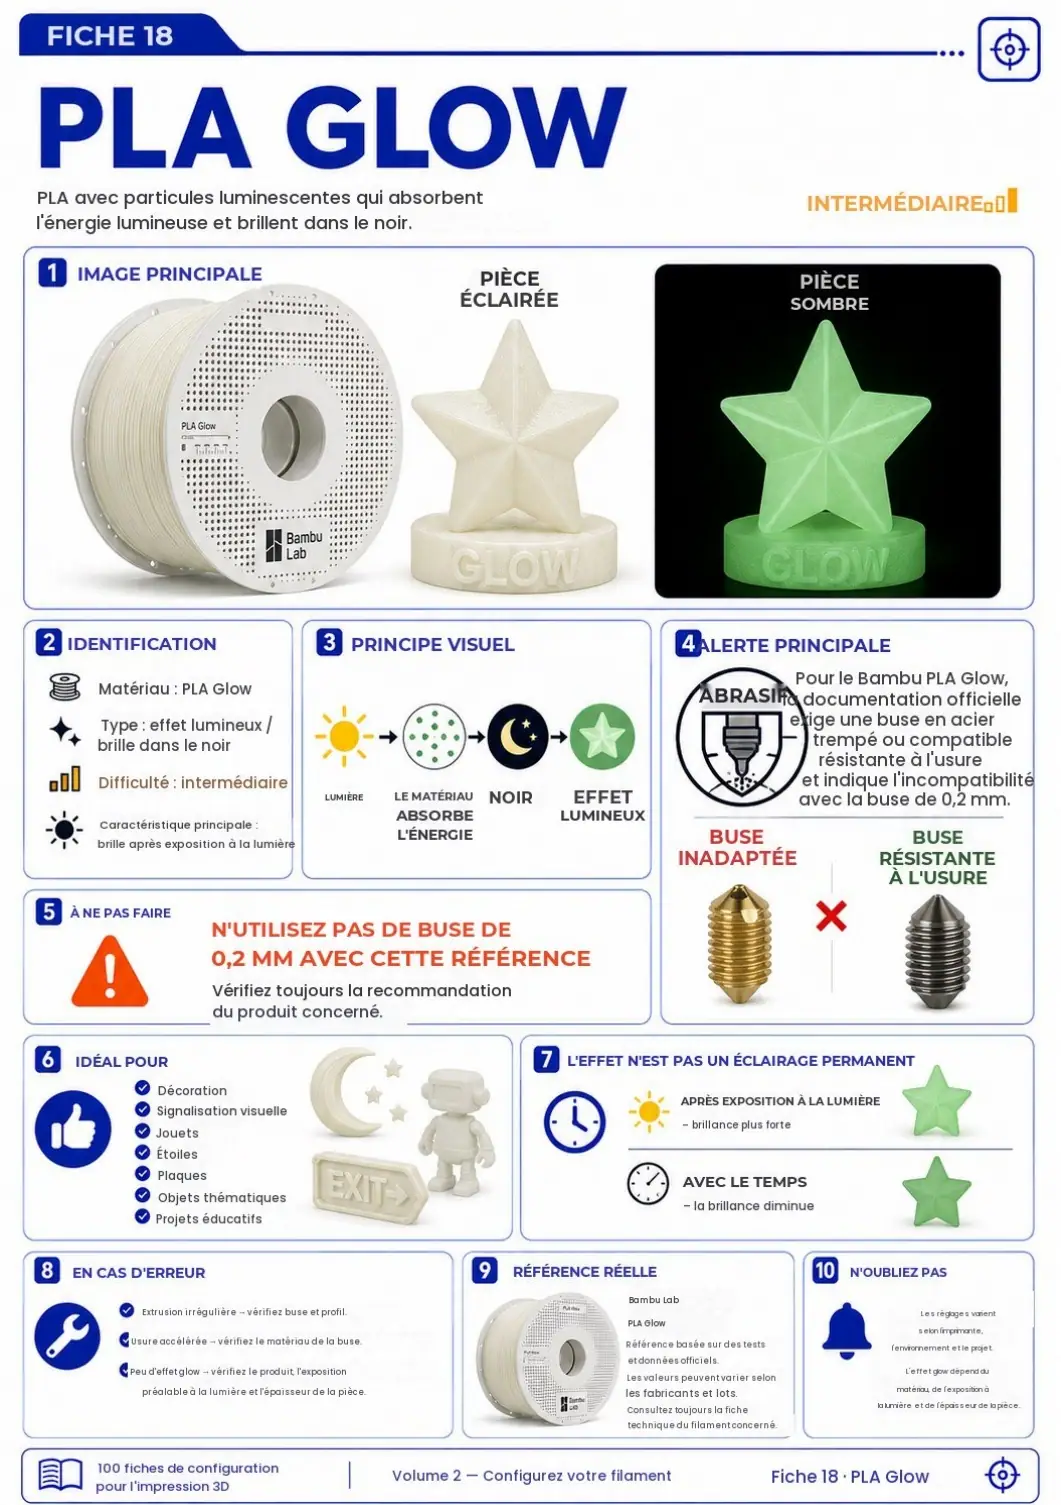 FICHE 18
PLA GLOW
PLA avec particules luminescentes qui absorbent
l'énergie lumineuse et brillent dans le noir.
INTERMÉDIAIRE
1 IMAGE PRINCIPALE
PIÈCE
ÉCLAIRÉE
PIÈCE
SOMBRE
PLA Glow
Bambu
Lab
GLOW
GLOW
2 IDENTIFICATION
Matériau : PLA Glow
Type : effet lumineux /
brille dans le noir
Difficulté : intermédiaire
Caractéristique principale :
brille après exposition à la lumière
3 PRINCIPE VISUEL
LUMIÈRE
LE MATÉRIAU
ABSORBE
L'ÉNERGIE
NOIR
EFFET
LUMINEUX
4 ALERTE PRINCIPALE
ABRASIF
Pour le Bambu PLA Glow,
la documentation officielle
exige une buse en acier
trempé ou compatible
résistante à l'usure
et indique l'incompatibilité
avec la buse de 0,2 mm.
BUSE
INADAPTÉE
BUSE
RÉSISTANTE
À L'USURE
5 À NE PAS FAIRE
N'UTILISEZ PAS DE BUSE DE
0,2 MM AVEC CETTE RÉFÉRENCE
Vérifiez toujours la recommandation
du produit concerné.
6 IDÉAL POUR
Décoration
Signalisation visuelle
Jouets
Étoiles
Plaques
Objets thématiques
Projets éducatifs
EXIT→
7 L'EFFET N'EST PAS UN ÉCLAIRAGE PERMANENT
APRÈS EXPOSITION À LA LUMIÈRE
– brillance plus forte
AVEC LE TEMPS
– la brillance diminue
8 EN CAS D'ERREUR
Extrusion irrégulière → vérifiez buse et profil.
Usure accélérée → vérifiez le matériau de la buse.
Peu d'effet glow → vérifiez le produit, l'exposition
préalable à la lumière et l'épaisseur de la pièce.
9 RÉFÉRENCE RÉELLE
PLA Glow
Bambu
Lab
Bambu Lab
PLA Glow
Référence basée sur des tests
et données officiels.
Les valeurs peuvent varier selon
les fabricants et lots.
Consultez toujours la fiche
technique du filament concerné.
10 N'OUBLIEZ PAS
Les réglages varient
selon l'imprimante,
l'environnement et le projet.
L'effet glow dépend du
matériau, de l'exposition à
la lumière et de l'épaisseur de la pièce.
100 fiches de configuration
pour l'impression 3D
Volume 2 — Configurez votre filament
Fiche 18 · PLA Glow